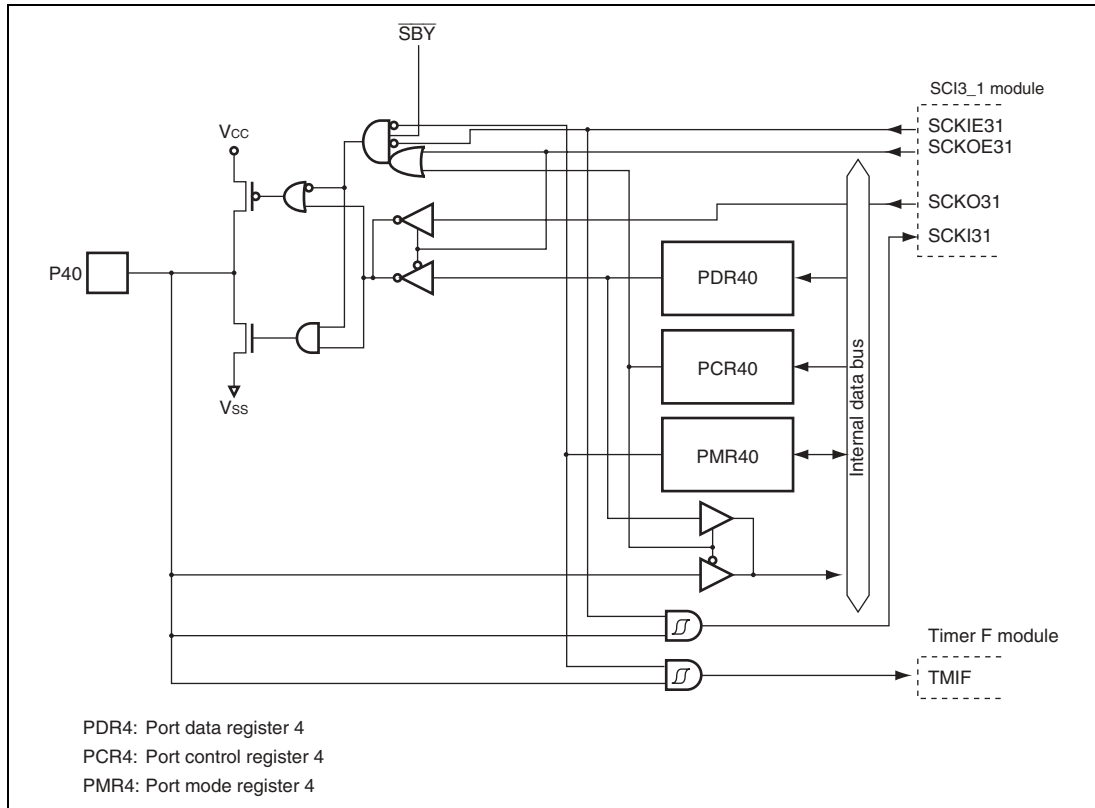 SBY
SCI3_1 module
SCKIE31
SCKOE31
SCKO31
SCKI31
VCC
P40
VSS
PDR40
PCR40
PMR40
Internal data bus
Timer F module
TMIF
PDR4: Port data register 4
PCR4: Port control register 4
PMR4: Port mode register 4